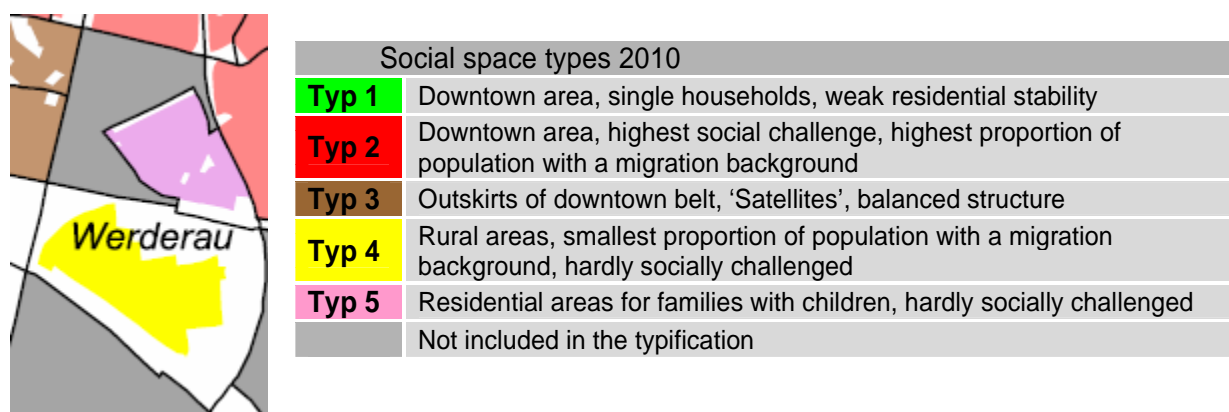 Werderau
Social space types 2010
Typ 1
Downtown area, single households, weak residential stability
Typ 2
Downtown area, highest social challenge, highest proportion of
population with a migration background
Typ 3
Outskirts of downtown belt, ‘Satellites’, balanced structure
Typ 4
Rural areas, smallest proportion of population with a migration
background, hardly socially challenged
Typ 5
Residential areas for families with children, hardly socially challenged
Not included in the typification